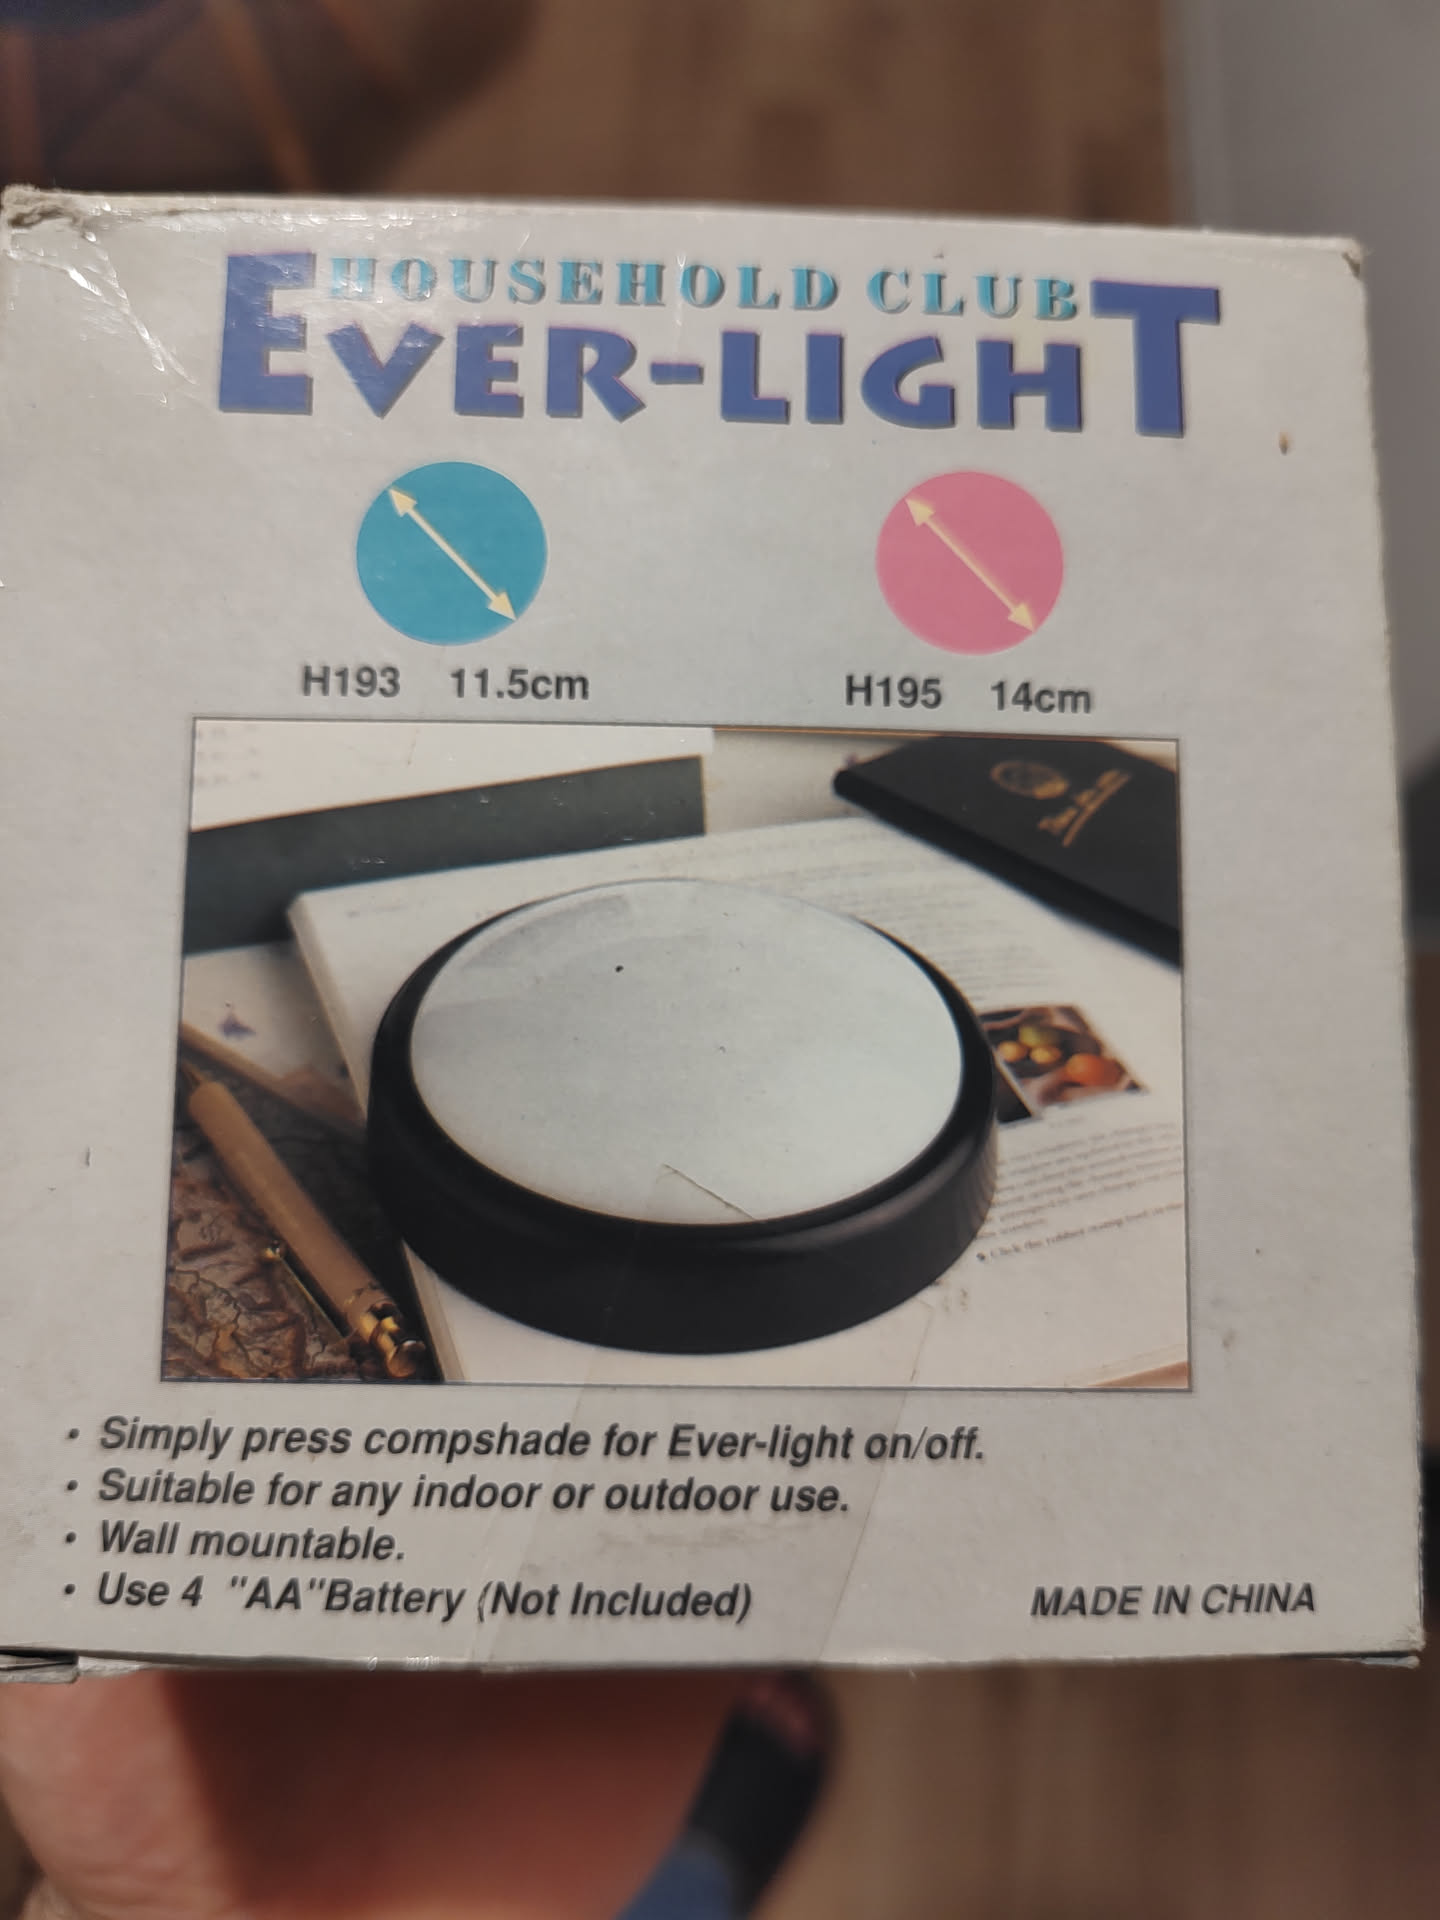 HOUSEHOLD CLUB
EVER-LIGHT
H193 11.5cm
H195 14cm
• Simply press compshade for Ever-light on/off.
• Suitable for any indoor or outdoor use.
• Wall mountable.
• Use 4 "AA"Battery (Not Included)
MADE IN CHINA